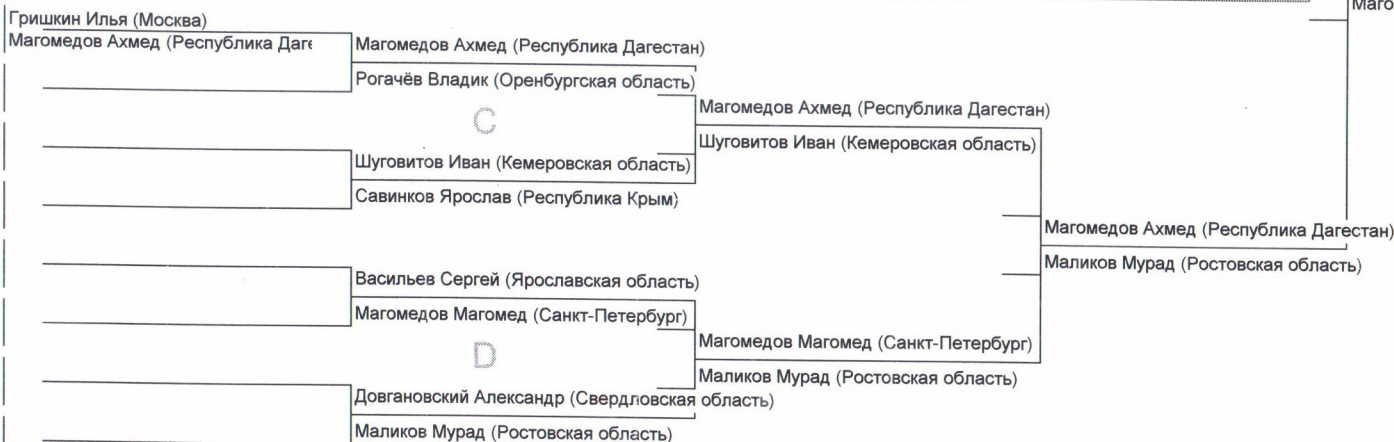 Маго
Гришкин Илья (Москва)
Магомедов Ахмед (Республика Даге
Магомедов Ахмед (Республика Дагестан)
Рогачёв Владик (Оренбургская область)
C
Магомедов Ахмед (Республика Дагестан)
Шуговитов Иван (Кемеровская область)
Шуговитов Иван (Кемеровская область)
Савинков Ярослав (Республика Крым)
Магомедов Ахмед (Республика Дагестан)
Маликов Мурад (Ростовская область)
Васильев Сергей (Ярославская область)
Магомедов Магомед (Санкт-Петербург)
D
Магомедов Магомед (Санкт-Петербург)
Маликов Мурад (Ростовская область)
Довгановский Александр (Свердловская область)
Маликов Мурад (Ростовская область)